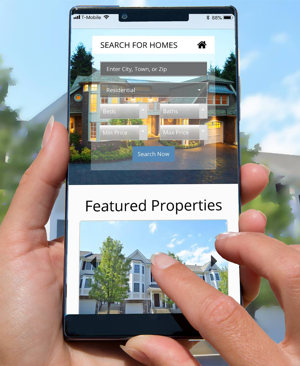 T-Mobile 88%
SEARCH FOR HOMES
Enter City, Town, or Zip
Residential
Beds Baths
Min Price Max Price
Search Now
Featured Properties